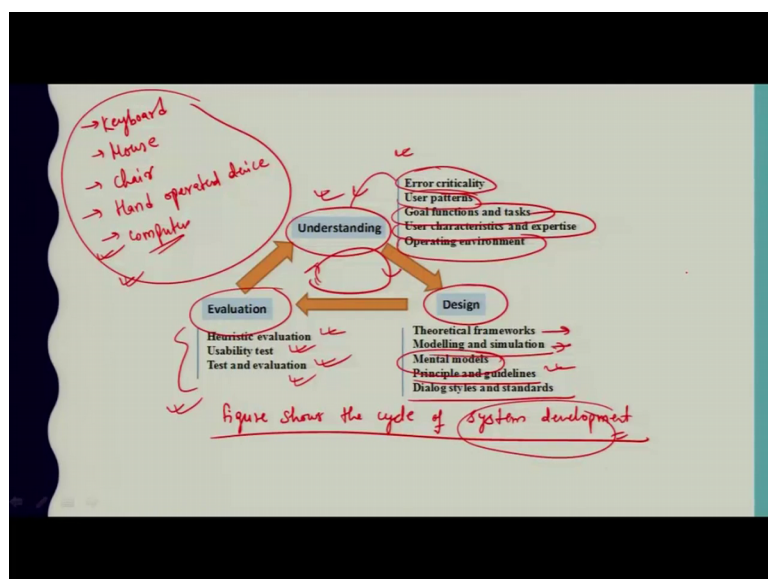 → Keyboard
→ Mouse
→ Chair
→ Hand operated device
→ Computer
Understanding
Error criticality
User patterns
Goal functions and tasks
User characteristics and expertise
Operating environment
Evaluation
Heuristic evaluation
Usability test
Test and evaluation
Design
Theoretical frameworks
Modelling and simulation
Mental models
Principle and guidelines
Dialog styles and standards
figure shows the cycle of system development